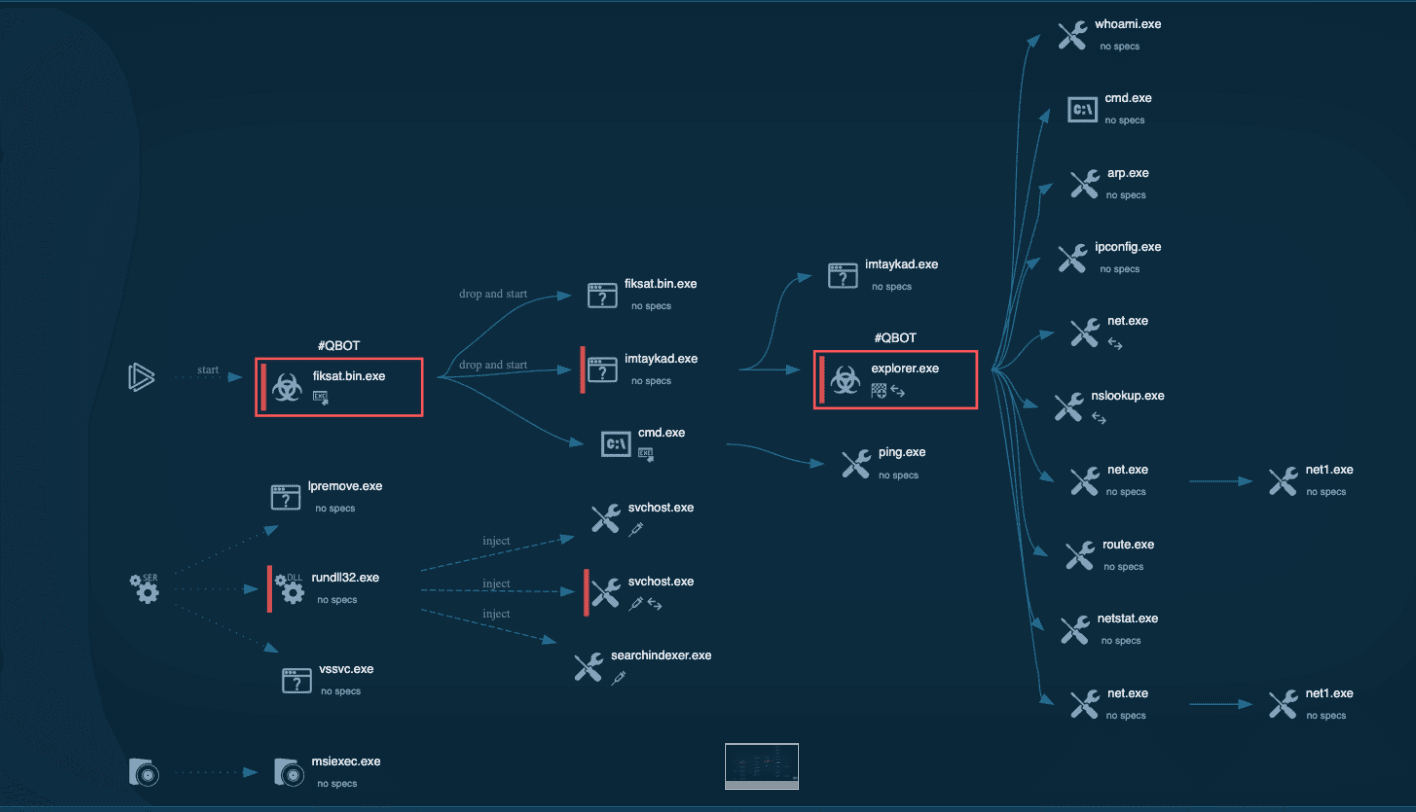 whoami.exe
no specs
cmd.exe
C:\
no specs
arp.exe
no specs
ipconfig.exe
no specs
net.exe
nslookup.exe
net.exe
no specs
net1.exe
no specs
route.exe
no specs
netstat.exe
no specs
net.exe
no specs
net1.exe
no specs
imtaykad.exe
?
no specs
#QBOT
explorer.exe
ping.exe
no specs
drop and start
fiksat.bin.exe
?
no specs
drop and start
imtaykad.exe
?
no specs
cmd.exe
C:\
EXE
start
#QBOT
fiksat.bin.exe
EXE
lpremove.exe
?
no specs
SER
DLL
rundll32.exe
no specs
vssvc.exe
?
no specs
inject
svchost.exe
inject
svchost.exe
inject
searchindexer.exe
msiexec.exe
no specs